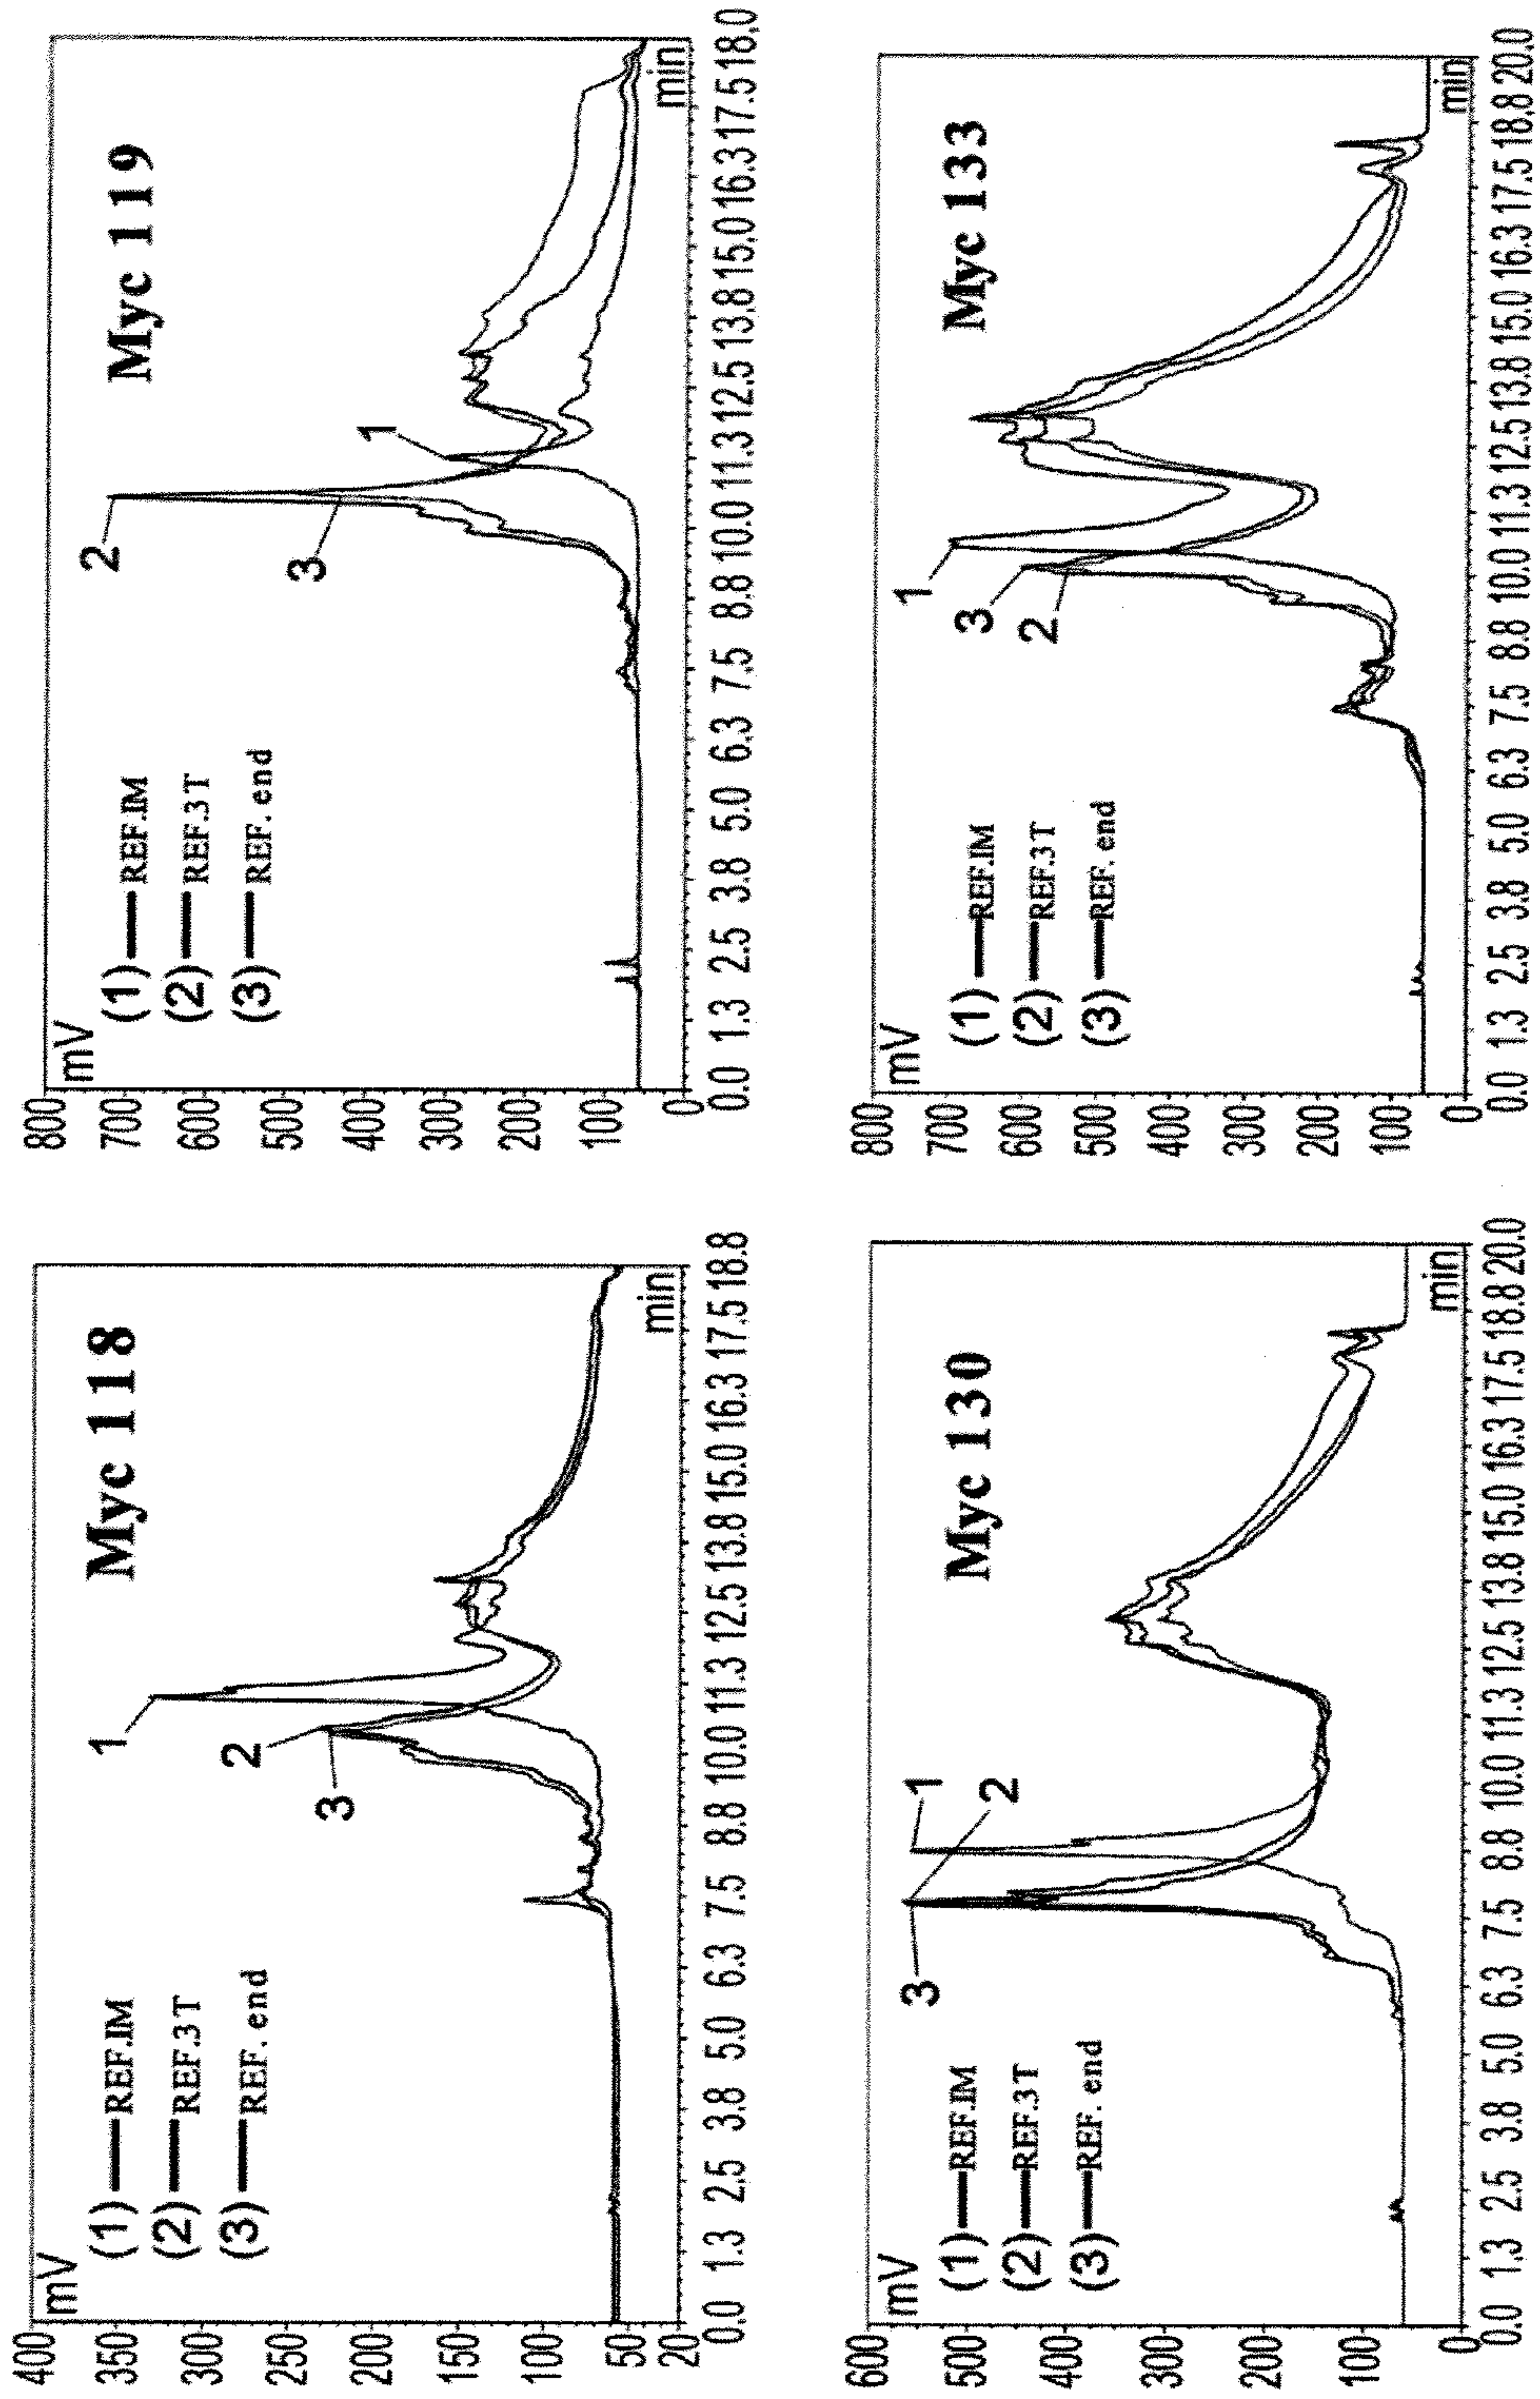 mV
Myc 118
400
350
300
250
200
150
100
50
20
(1) REF.IM
(2) REF.3T
(3) REF. end
1
2
3
min
0.0 1.3 2.5 3.8 5.0 6.3 7.5 8.8 10.0 11.3 12.5 13.8 15.0 16.3 17.5 18.8
mV
Myc 119
800
700
600
500
400
300
200
100
0
(1) REF.IM
(2) REF.3T
(3) REF. end
2
3
1
min
0.0 1.3 2.5 3.8 5.0 6.3 7.5 8.8 10.0 11.3 12.5 13.8 15.0 16.3 17.5 18.0
mV
Myc 130
600
500
400
300
200
100
0
(1) REF.IM
(2) REF.3T
(3) REF. end
3
1
2
min
0.0 1.3 2.5 3.8 5.0 6.3 7.5 8.8 10.0 11.3 12.5 13.8 15.0 16.3 17.5 18.8 20.0
mV
Myc 133
800
700
600
500
400
300
200
100
0
(1) REF.IM
(2) REF.3T
(3) REF. end
1
3
2
min
0.0 1.3 2.5 3.8 5.0 6.3 7.5 8.8 10.0 11.3 12.5 13.8 15.0 16.3 17.5 18.8 20.0